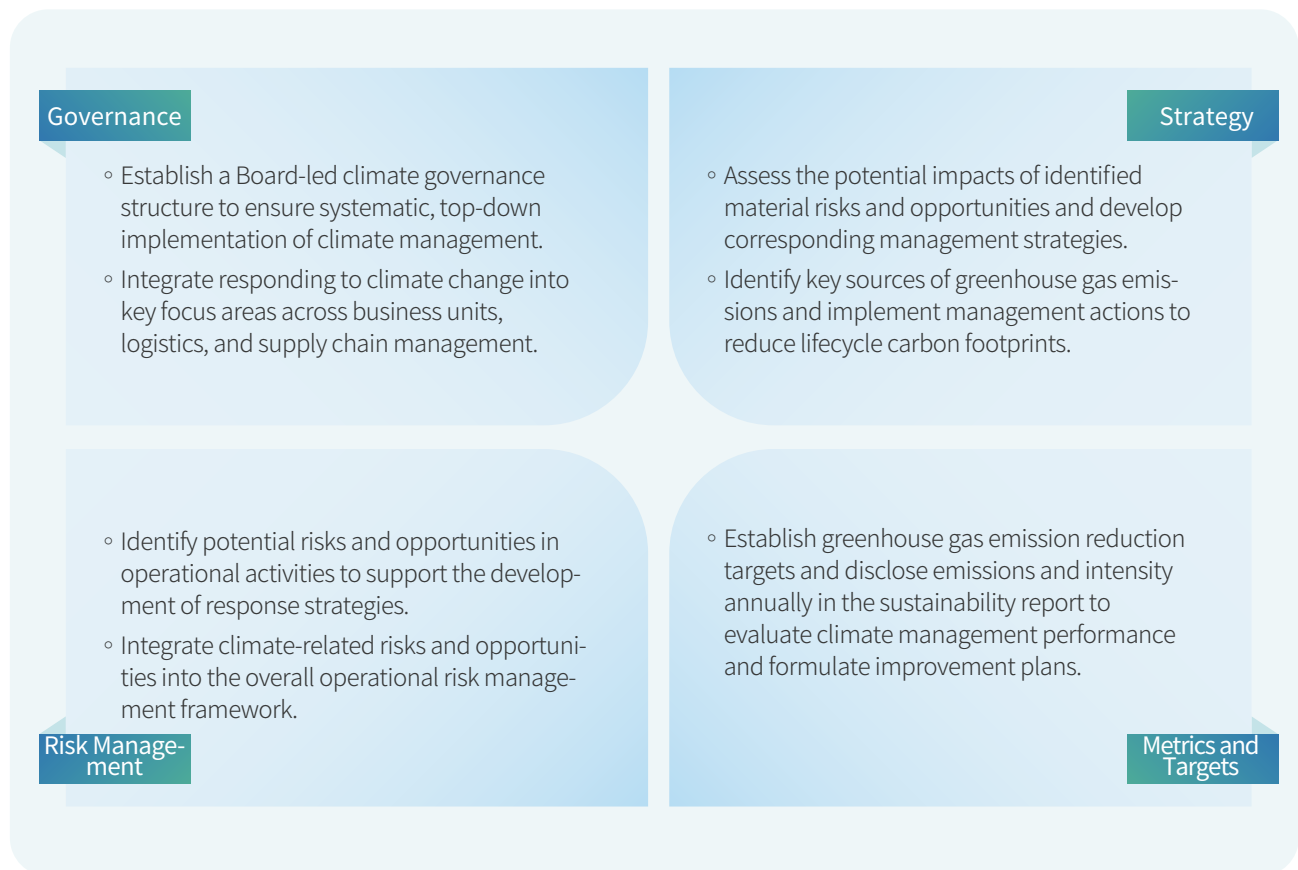 Governance
◦ Establish a Board-led climate governance
structure to ensure systematic, top-down
implementation of climate management.
◦ Integrate responding to climate change into
key focus areas across business units,
logistics, and supply chain management.
Strategy
◦ Assess the potential impacts of identified
material risks and opportunities and develop
corresponding management strategies.
◦ Identify key sources of greenhouse gas emis-
sions and implement management actions to
reduce lifecycle carbon footprints.
◦ Identify potential risks and opportunities in
operational activities to support the develop-
ment of response strategies.
◦ Integrate climate-related risks and opportuni-
ties into the overall operational risk manage-
ment framework.
Risk Manage-
ment
◦ Establish greenhouse gas emission reduction
targets and disclose emissions and intensity
annually in the sustainability report to
evaluate climate management performance
and formulate improvement plans.
Metrics and
Targets